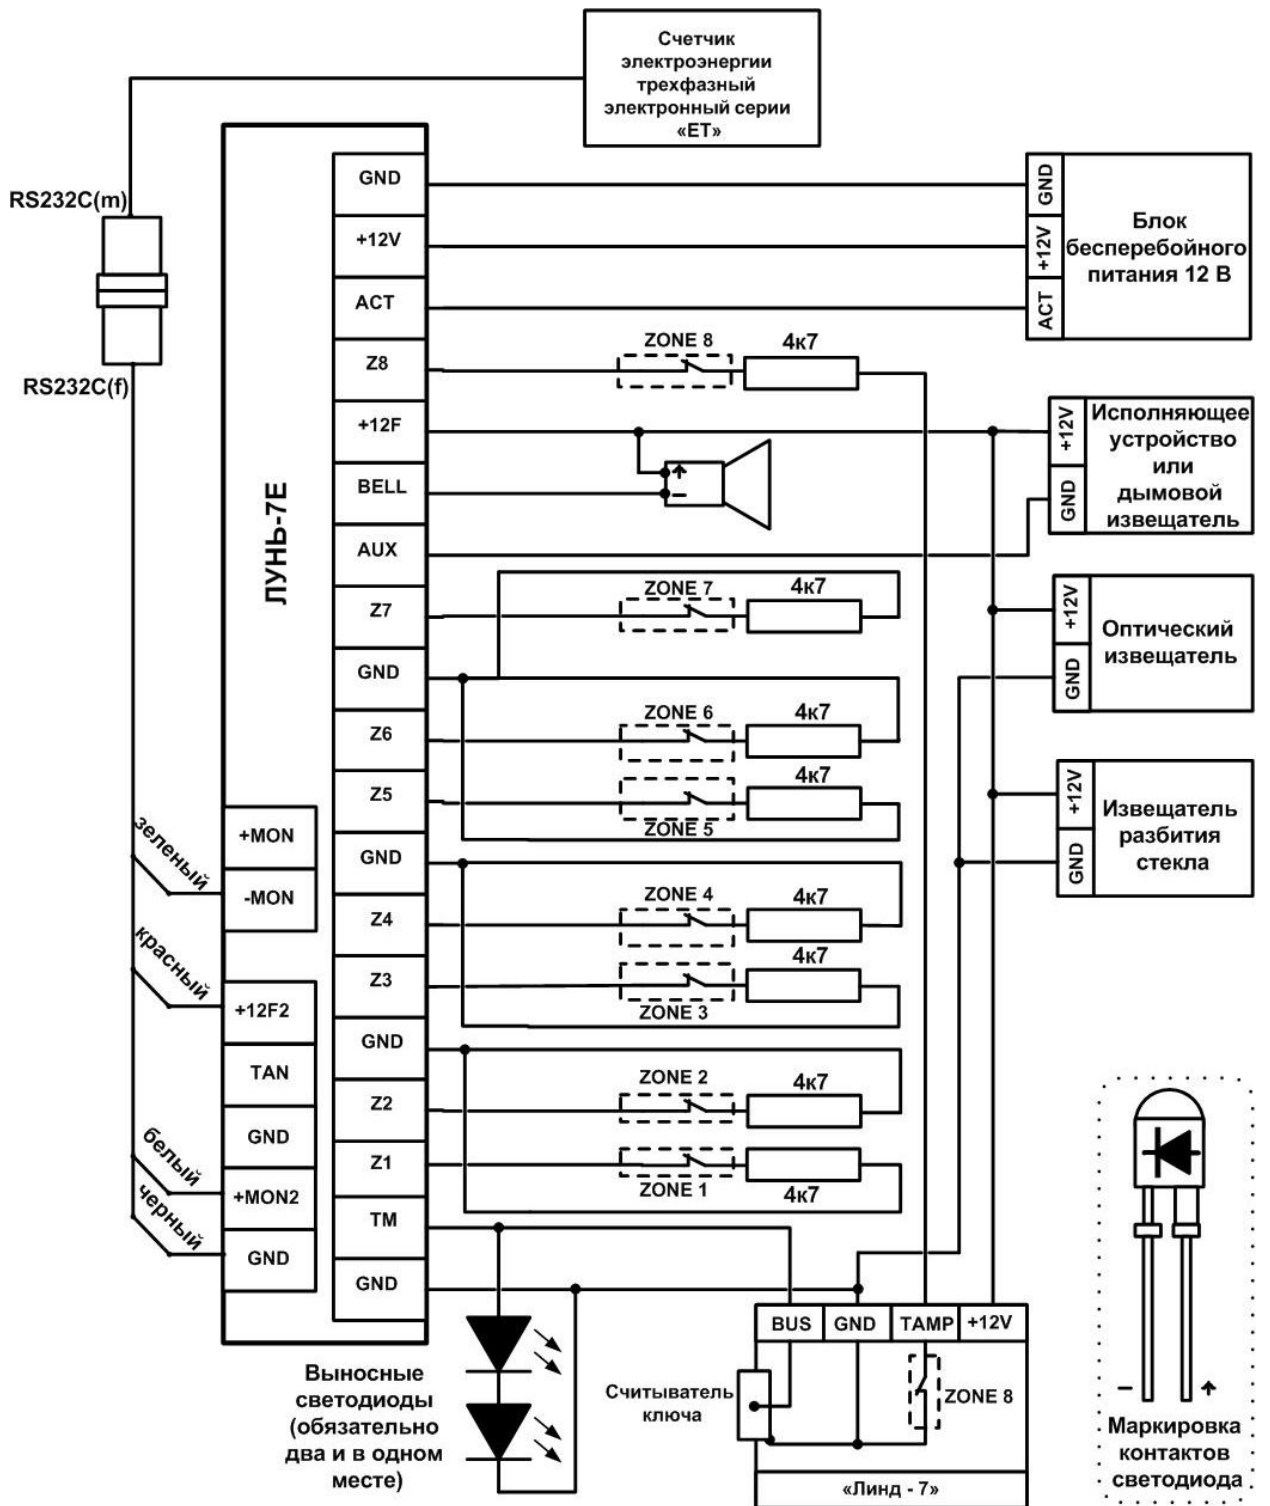 Счетчик
электроэнергии
трехфазный
электронный серии
«ЕТ»
RS232C(m)
RS232C(f)
ЛУНЬ-7Е
GND
+12V
ACT
Z8
+12F
BELL
AUX
Z7
GND
Z6
Z5
GND
Z4
Z3
GND
Z2
Z1
TM
GND
+MON
-MON
+12F2
TAN
GND
+MON2
GND
зеленый
красный
белый
черный
ZONE 8
4к7
ZONE 7
4к7
ZONE 6
4к7
4к7
ZONE 5
ZONE 4
4к7
4к7
ZONE 3
ZONE 2
4к7
ZONE 1
4к7
GND
+12V
ACT
Блок
бесперебойного
питания 12 В
+12V
GND
Исполняющее
устройство
или
дымовой
извещатель
+12V
GND
Оптический
извещатель
+12V
GND
Извещатель
разбития
стекла
–
Выносные
светодиоды
(обязательно
два и в одном
месте)
BUS
GND
TAMP
+12V
Считыватель
ключа
ZONE 8
«Линд - 7»
–
Маркировка
контактов
светодиода